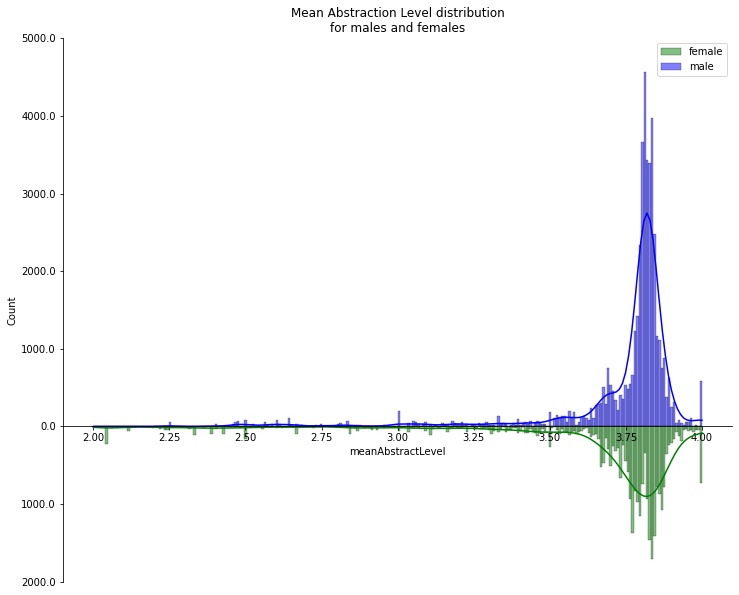 Mean Abstraction Level distribution
for males and females
female
male
5000.0
4000.0
3000.0
2000.0
1000.0
0.0
1000.0
2000.0
Count
2.00 2.25 2.50 2.75 3.00 3.25 3.50 3.75 4.00
meanAbstractLevel